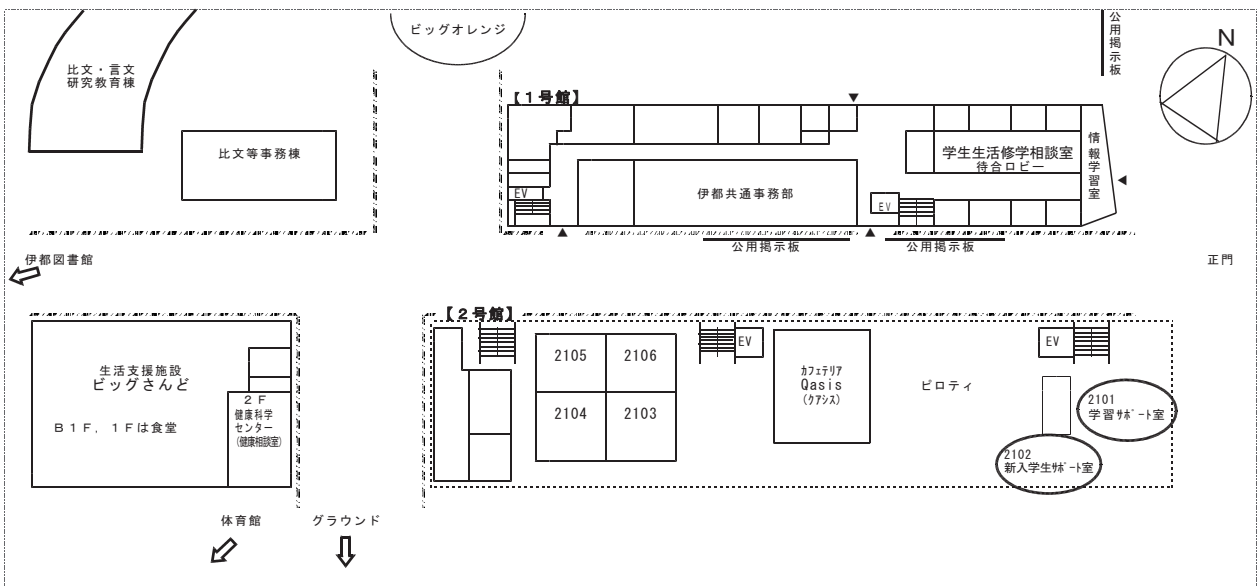 ビッグオレンジ
公用掲示板
N
比文・言文
研究教育棟
【1号館】
比文等事務棟
学生生活修学相談室
待合ロビー
情報学習室
EV
伊都共通事務部
EV
公用掲示板
公用掲示板
伊都図書館
正門
【2号館】
生活支援施設
ビッグさんど
B1F，1Fは食堂
2F
健康科学
センター
(健康相談室)
2105
2106
2104
2103
EV
ｶﾌｪﾃﾘｱ
Qasis
(ｸｱｼｽ)
ピロティ
EV
2101
学習ｻﾎﾟｰﾄ室
2102
新入学生ｻﾎﾟｰﾄ室
体育館
グラウンド